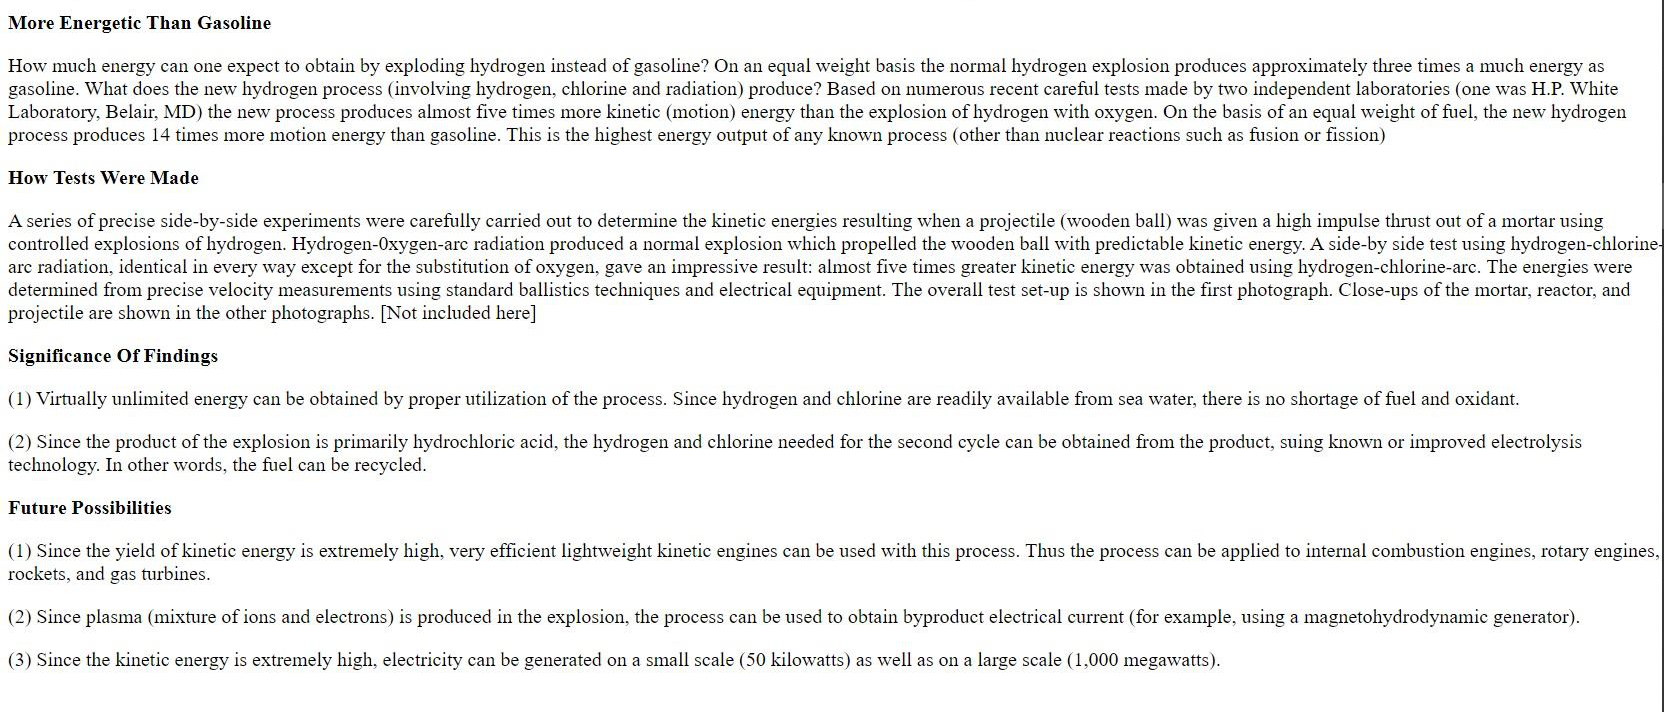 More Energetic Than Gasoline
How much energy can one expect to obtain by exploding hydrogen instead of gasoline? On an equal weight basis the normal hydrogen explosion produces approximately three times a much energy as
gasoline. What does the new hydrogen process (involving hydrogen, chlorine and radiation) produce? Based on numerous recent careful tests made by two independent laboratories (one was H.P. White
Laboratory, Belair, MD) the new process produces almost five times more kinetic (motion) energy than the explosion of hydrogen with oxygen. On the basis of an equal weight of fuel, the new hydrogen
process produces 14 times more motion energy than gasoline. This is the highest energy output of any known process (other than nuclear reactions such as fusion or fission)
How Tests Were Made
A series of precise side-by-side experiments were carefully carried out to determine the kinetic energies resulting when a projectile (wooden ball) was given a high impulse thrust out of a mortar using
controlled explosions of hydrogen. Hydrogen-0xygen-arc radiation produced a normal explosion which propelled the wooden ball with predictable kinetic energy. A side-by side test using hydrogen-chlorine-
arc radiation, identical in every way except for the substitution of oxygen, gave an impressive result: almost five times greater kinetic energy was obtained using hydrogen-chlorine-arc. The energies were
determined from precise velocity measurements using standard ballistics techniques and electrical equipment. The overall test set-up is shown in the first photograph. Close-ups of the mortar, reactor, and
projectile are shown in the other photographs. [Not included here]
Significance Of Findings
(1) Virtually unlimited energy can be obtained by proper utilization of the process. Since hydrogen and chlorine are readily available from sea water, there is no shortage of fuel and oxidant.
(2) Since the product of the explosion is primarily hydrochloric acid, the hydrogen and chlorine needed for the second cycle can be obtained from the product, suing known or improved electrolysis
technology. In other words, the fuel can be recycled.
Future Possibilities
(1) Since the yield of kinetic energy is extremely high, very efficient lightweight kinetic engines can be used with this process. Thus the process can be applied to internal combustion engines, rotary engines,
rockets, and gas turbines.
(2) Since plasma (mixture of ions and electrons) is produced in the explosion, the process can be used to obtain byproduct electrical current (for example, using a magnetohydrodynamic generator).
(3) Since the kinetic energy is extremely high, electricity can be generated on a small scale (50 kilowatts) as well as on a large scale (1,000 megawatts).